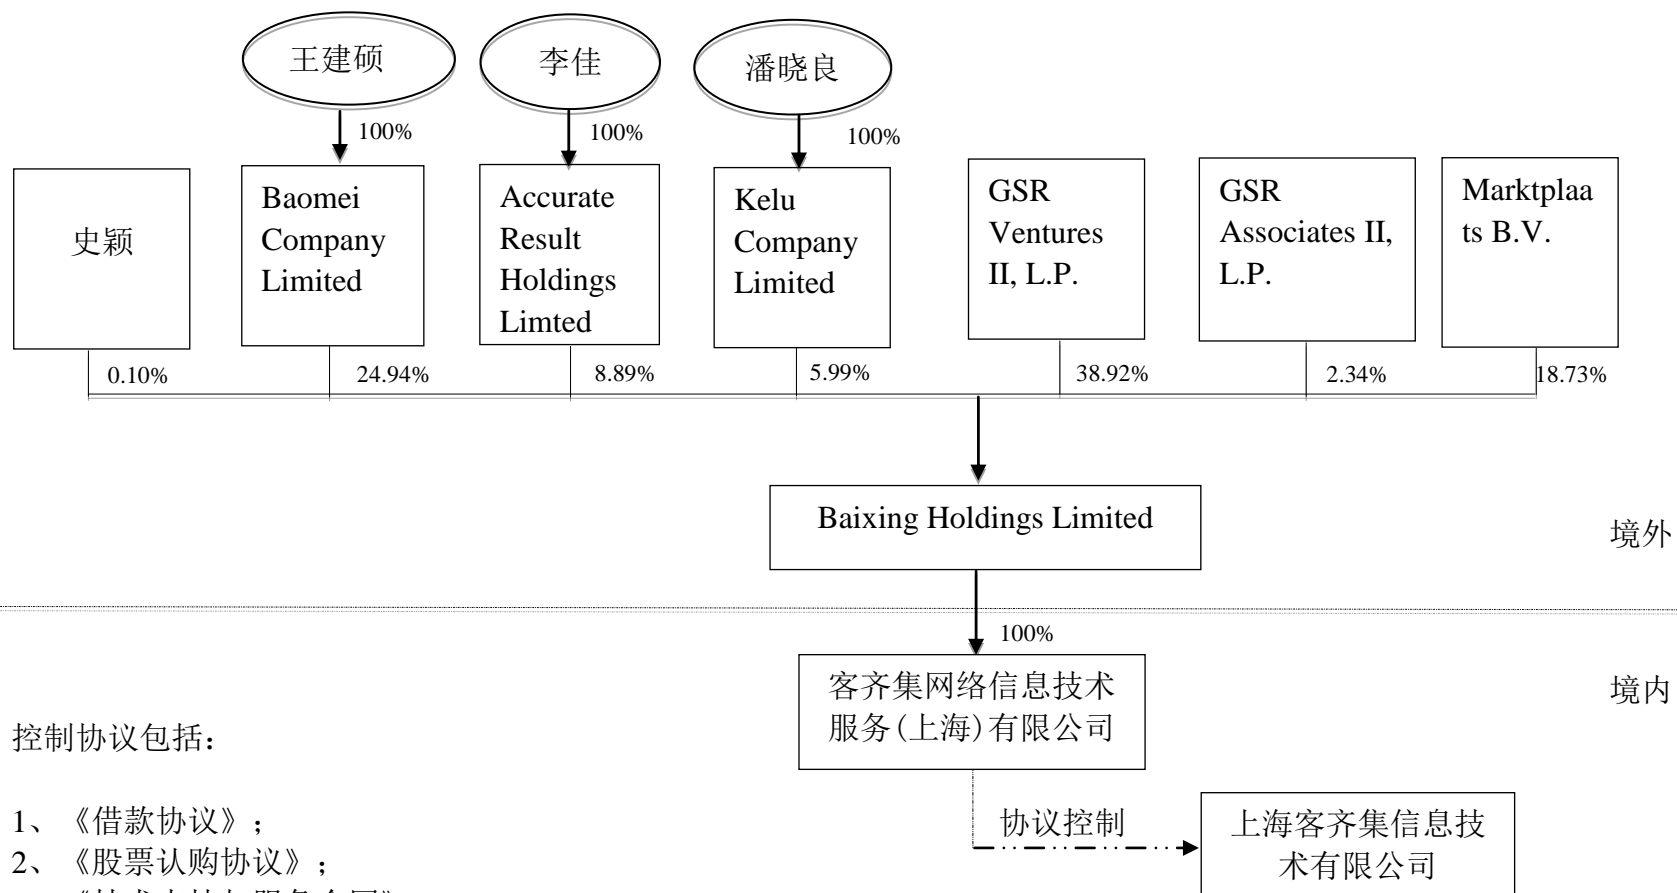 王建硕
李佳
潘晓良
100%
100%
100%
史颖
Baomei
Company
Limited
Accurate
Result
Holdings
Limted
Kelu
Company
Limited
GSR
Ventures
II, L.P.
GSR
Associates II,
L.P.
Marktplaa
ts B.V.
0.10%
24.94%
8.89%
5.99%
38.92%
2.34%
18.73%
Baixing Holdings Limited
境外
100%
客齐集网络信息技术
服务(上海)有限公司
境内
控制协议包括：
协议控制
上海客齐集信息技
术有限公司
1、《借款协议》；
2、《股票认购协议》；